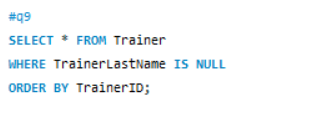 #q9
SELECT * FROM Trainer
WHERE TrainerLastName IS NULL
ORDER BY TrainerID;